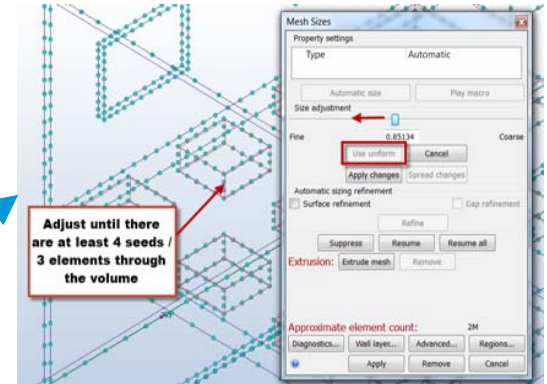 Mesh Sizes
Property settings
Type Automatic
Automatic size Play macro
Size adjustment
Fine 0.85134 Coarse
Use uniform Cancel
Apply changes Spread changes
Automatic sizing refinement
Surface refinement Gap refinement
Refine
Suppress Resume Resume all
Extrusion: Extrude mesh Remove
Approximate element count: 2M
Diagnostics... Wall layer... Advanced... Regions...
Apply Remove Cancel
Adjust until there
are at least 4 seeds /
3 elements through
the volume